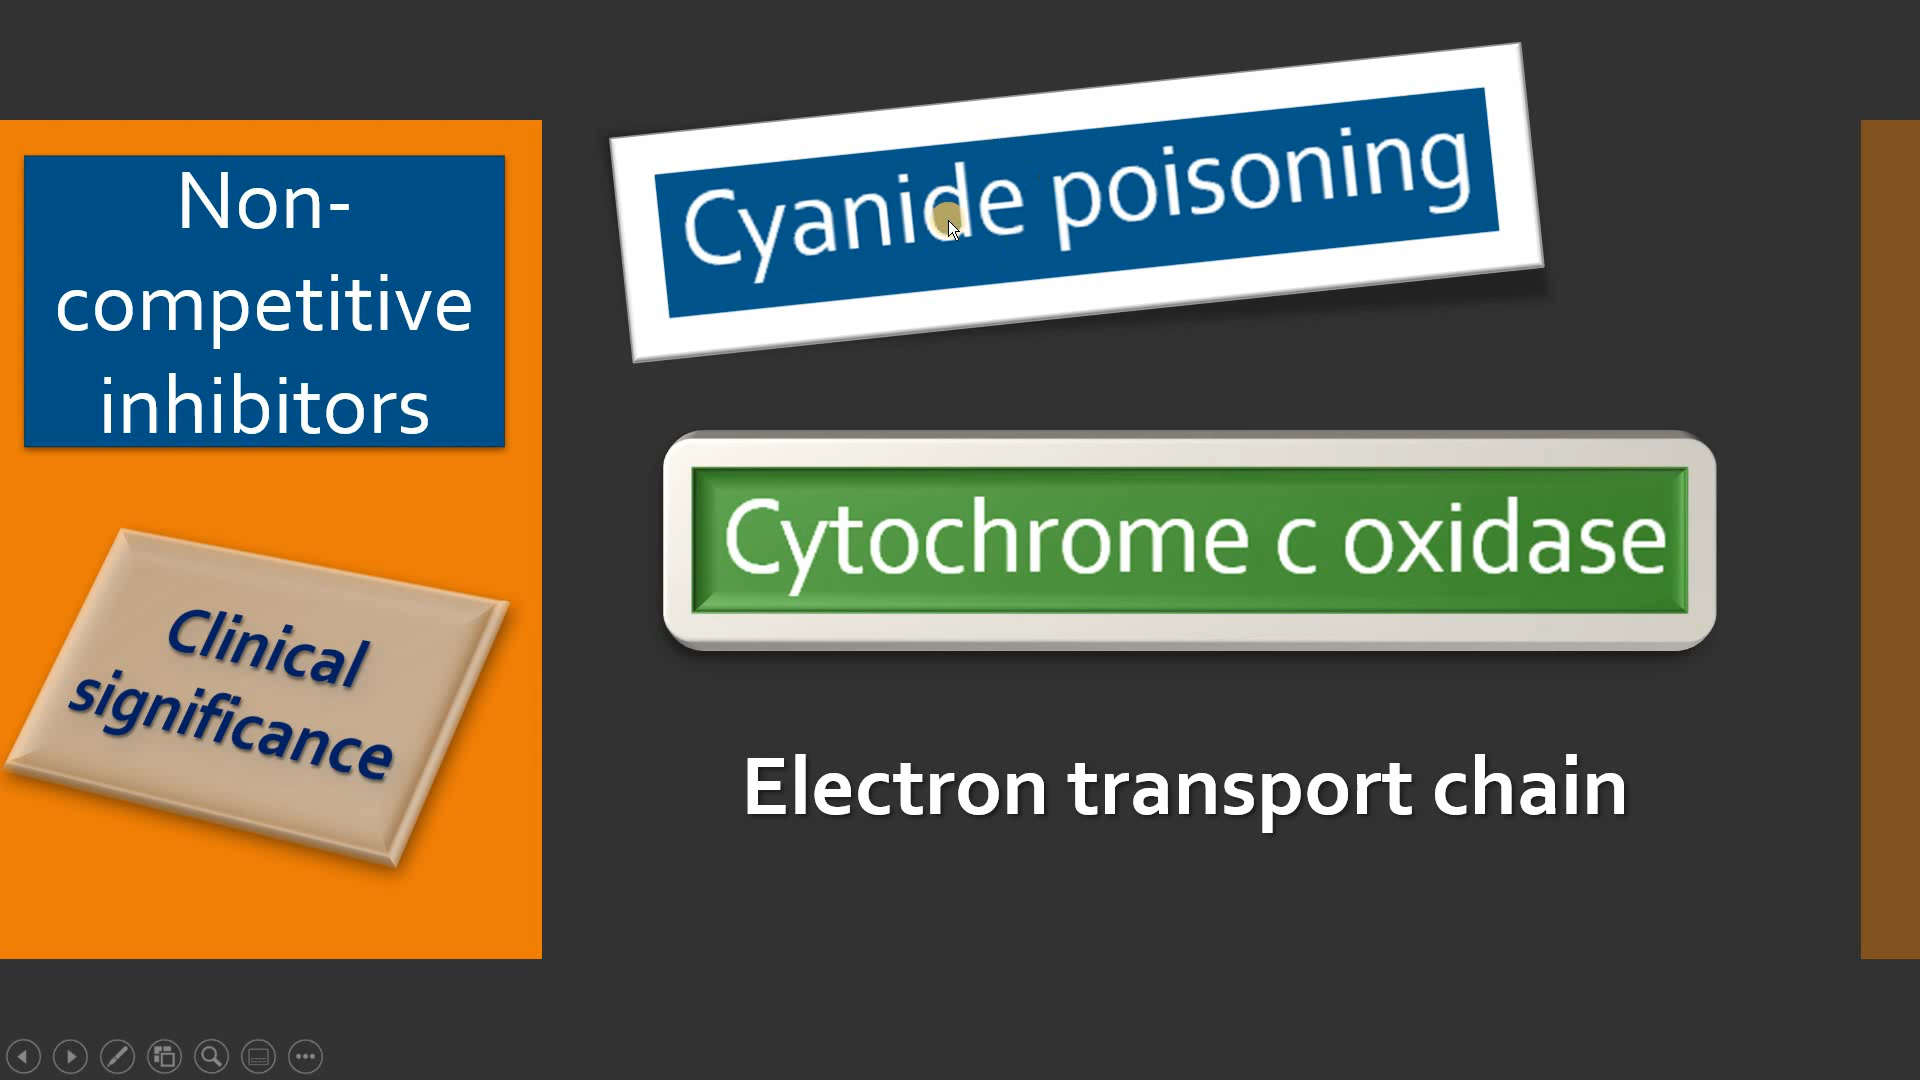 Non-
competitive
inhibitors
Clinical
significance
Cyanide poisoning
Cytochrome c oxidase
Electron transport chain